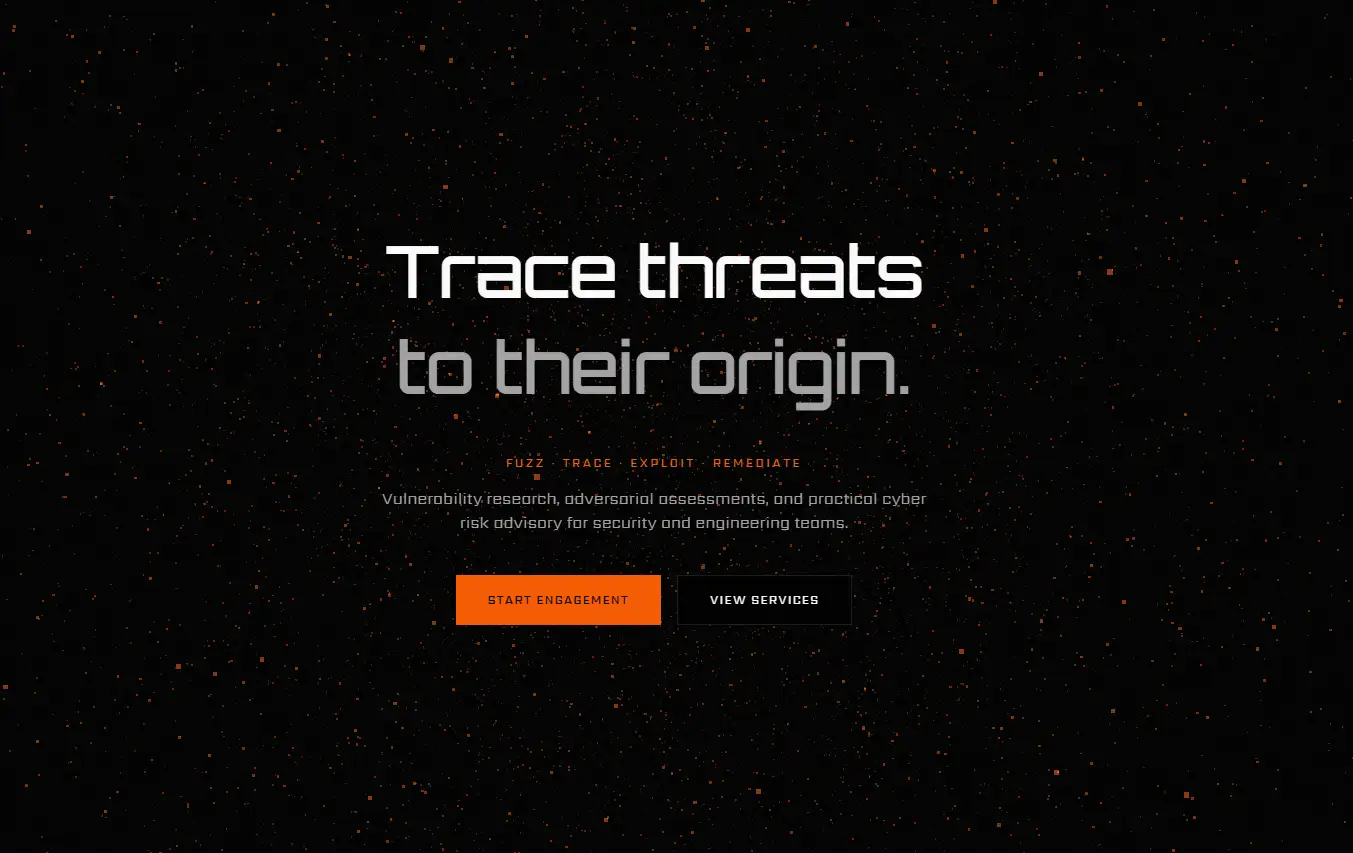 Trace threats
to their origin.
FUZZ · TRACE · EXPLOIT · REMEDIATE
Vulnerability research, adversarial assessments, and practical cyber
risk advisory for security and engineering teams.
START ENGAGEMENT
VIEW SERVICES